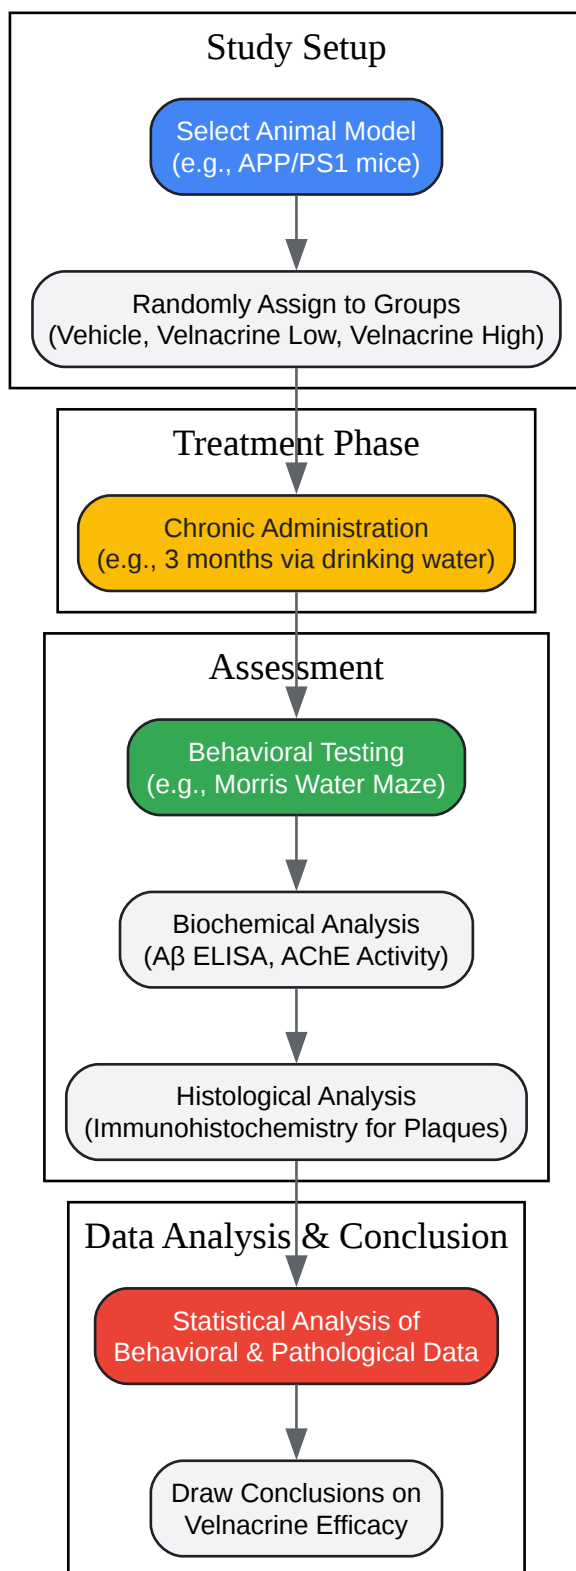 Study Setup
Select Animal Model
(e.g., APP/PS1 mice)
Randomly Assign to Groups
(Vehicle, Velnacrine Low, Velnacrine High)
Treatment Phase
Chronic Administration
(e.g., 3 months via drinking water)
Assessment
Behavioral Testing
(e.g., Morris Water Maze)
Biochemical Analysis
(Aβ ELISA, AChE Activity)
Histological Analysis
(Immunohistochemistry for Plaques)
Data Analysis & Conclusion
Statistical Analysis of
Behavioral & Pathological Data
Draw Conclusions on
Velnacrine Efficacy